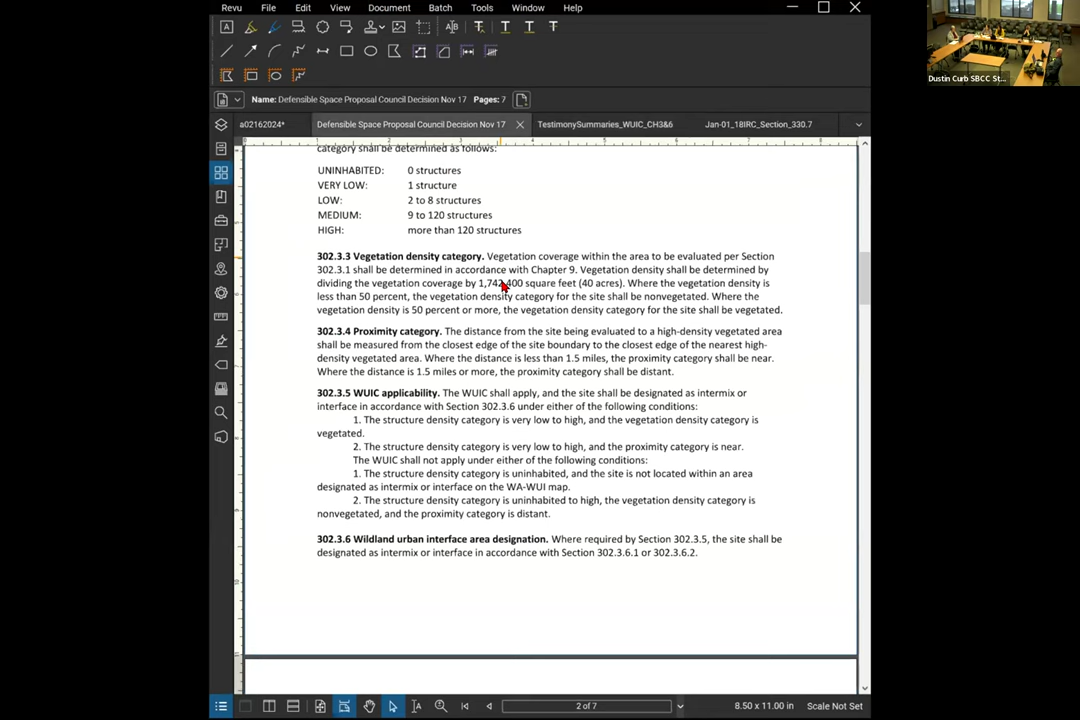 Revu File Edit View Document Batch Tools Window Help
Name: Defensible Space Proposal Council Decision Nov 17 Pages: 7
a02162024* Defensible Space Proposal Council Decision Nov 17 TestimonySummaries_WUIC_CH3&6 Jan-01_18IRC_Section_330.7
Dustin Curb SBCC St...
category shall be determined as follows:
UNINHABITED: 0 structures
VERY LOW: 1 structure
LOW: 2 to 8 structures
MEDIUM: 9 to 120 structures
HIGH: more than 120 structures
302.3.3 Vegetation density category. Vegetation coverage within the area to be evaluated per Section
302.3.1 shall be determined in accordance with Chapter 9. Vegetation density shall be determined by
dividing the vegetation coverage by 1,742,400 square feet (40 acres). Where the vegetation density is
less than 50 percent, the vegetation density category for the site shall be nonvegetated. Where the
vegetation density is 50 percent or more, the vegetation density category for the site shall be vegetated.
302.3.4 Proximity category. The distance from the site being evaluated to a high-density vegetated area
shall be measured from the closest edge of the site boundary to the closest edge of the nearest high-
density vegetated area. Where the distance is less than 1.5 miles, the proximity category shall be near.
Where the distance is 1.5 miles or more, the proximity category shall be distant.
302.3.5 WUIC applicability. The WUIC shall apply, and the site shall be designated as intermix or
interface in accordance with Section 302.3.6 under either of the following conditions:
1. The structure density category is very low to high, and the vegetation density category is
vegetated.
2. The structure density category is very low to high, and the proximity category is near.
The WUIC shall not apply under either of the following conditions:
1. The structure density category is uninhabited, and the site is not located within an area
designated as intermix or interface on the WA-WUI map.
2. The structure density category is uninhabited to high, the vegetation density category is
nonvegetated, and the proximity category is distant.
302.3.6 Wildland urban interface area designation. Where required by Section 302.3.5, the site shall be
designated as intermix or interface in accordance with Section 302.3.6.1 or 302.3.6.2.
2 of 7 8.50 x 11.00 in Scale Not Set